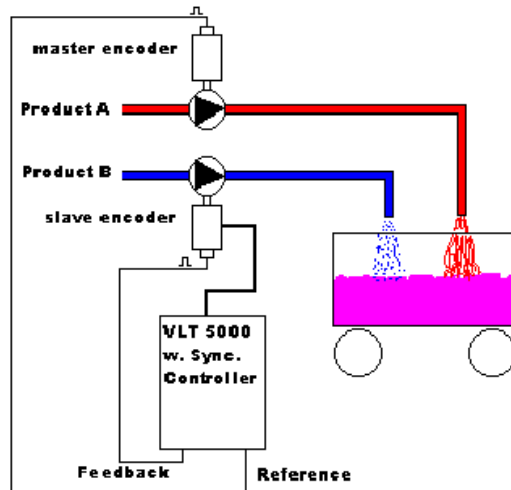 master encoder
Product A
Product B
slave encoder
VLT 5000
w. Sync.
Controller
Feedback
Reference